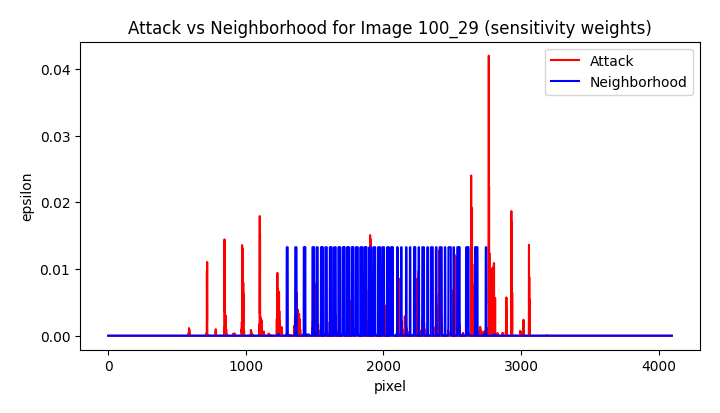 Attack vs Neighborhood for Image 100_29 (sensitivity weights)
Attack
Neighborhood
0.04
0.03
0.02
0.01
0.00
epsilon
0
1000
2000
3000
4000
pixel